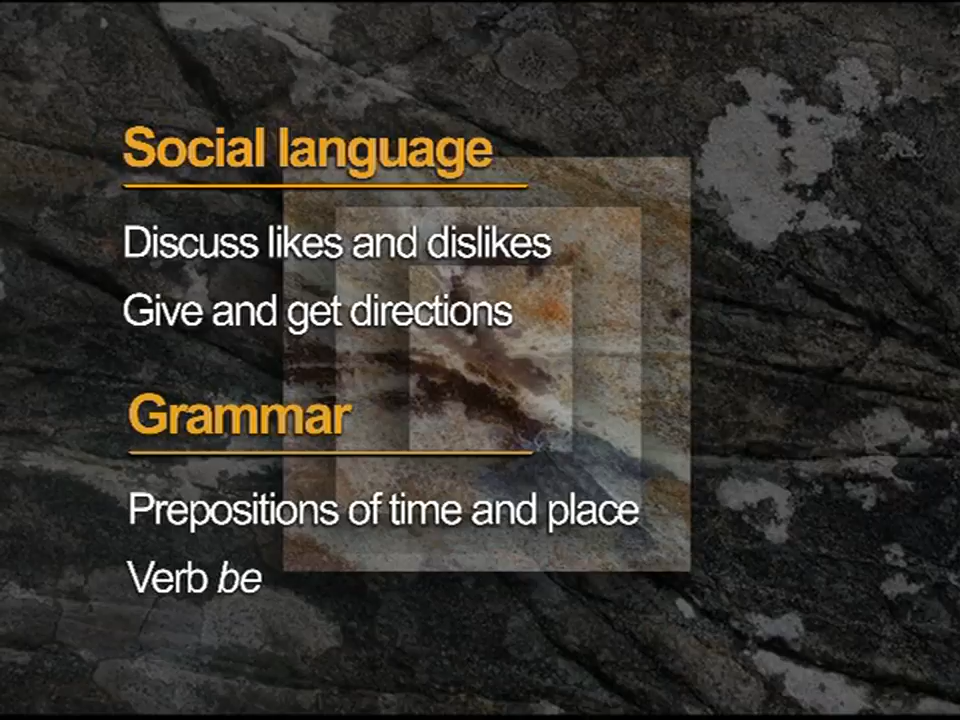 Social language
Discuss likes and dislikes
Give and get directions
Grammar
Prepositions of time and place
Verb be